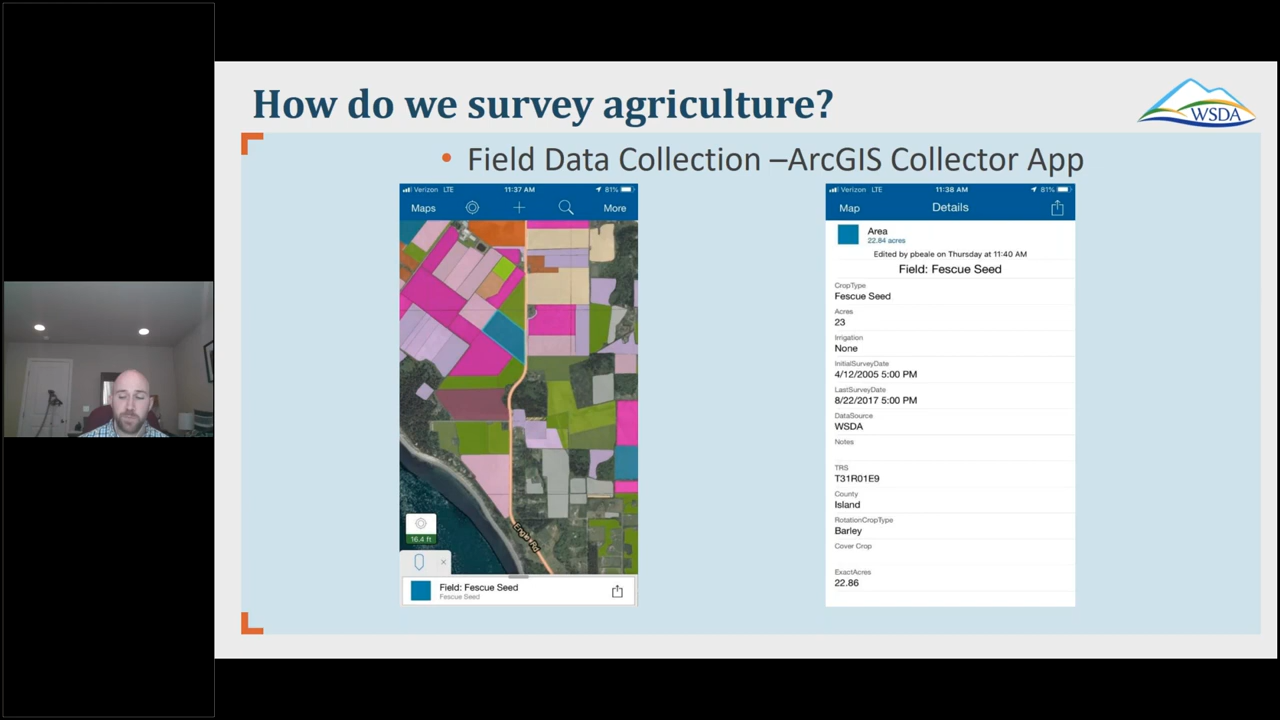 How do we survey agriculture?
WSDA
• Field Data Collection –ArcGIS Collector App
Verizon LTE 11:37 AM 81%
Maps More
Engle Rd
16.4 ft
Field: Fescue Seed
Fescue Seed
Verizon LTE 11:38 AM 81%
Map Details
Area
22.84 acres
Edited by pbeale on Thursday at 11:40 AM
Field: Fescue Seed
CropType
Fescue Seed
Acres
23
Irrigation
None
InitialSurveyDate
4/12/2005 5:00 PM
LastSurveyDate
8/22/2017 5:00 PM
DataSource
WSDA
Notes
TRS
T31R01E9
County
Island
RotationCropType
Barley
Cover Crop
ExactAcres
22.86